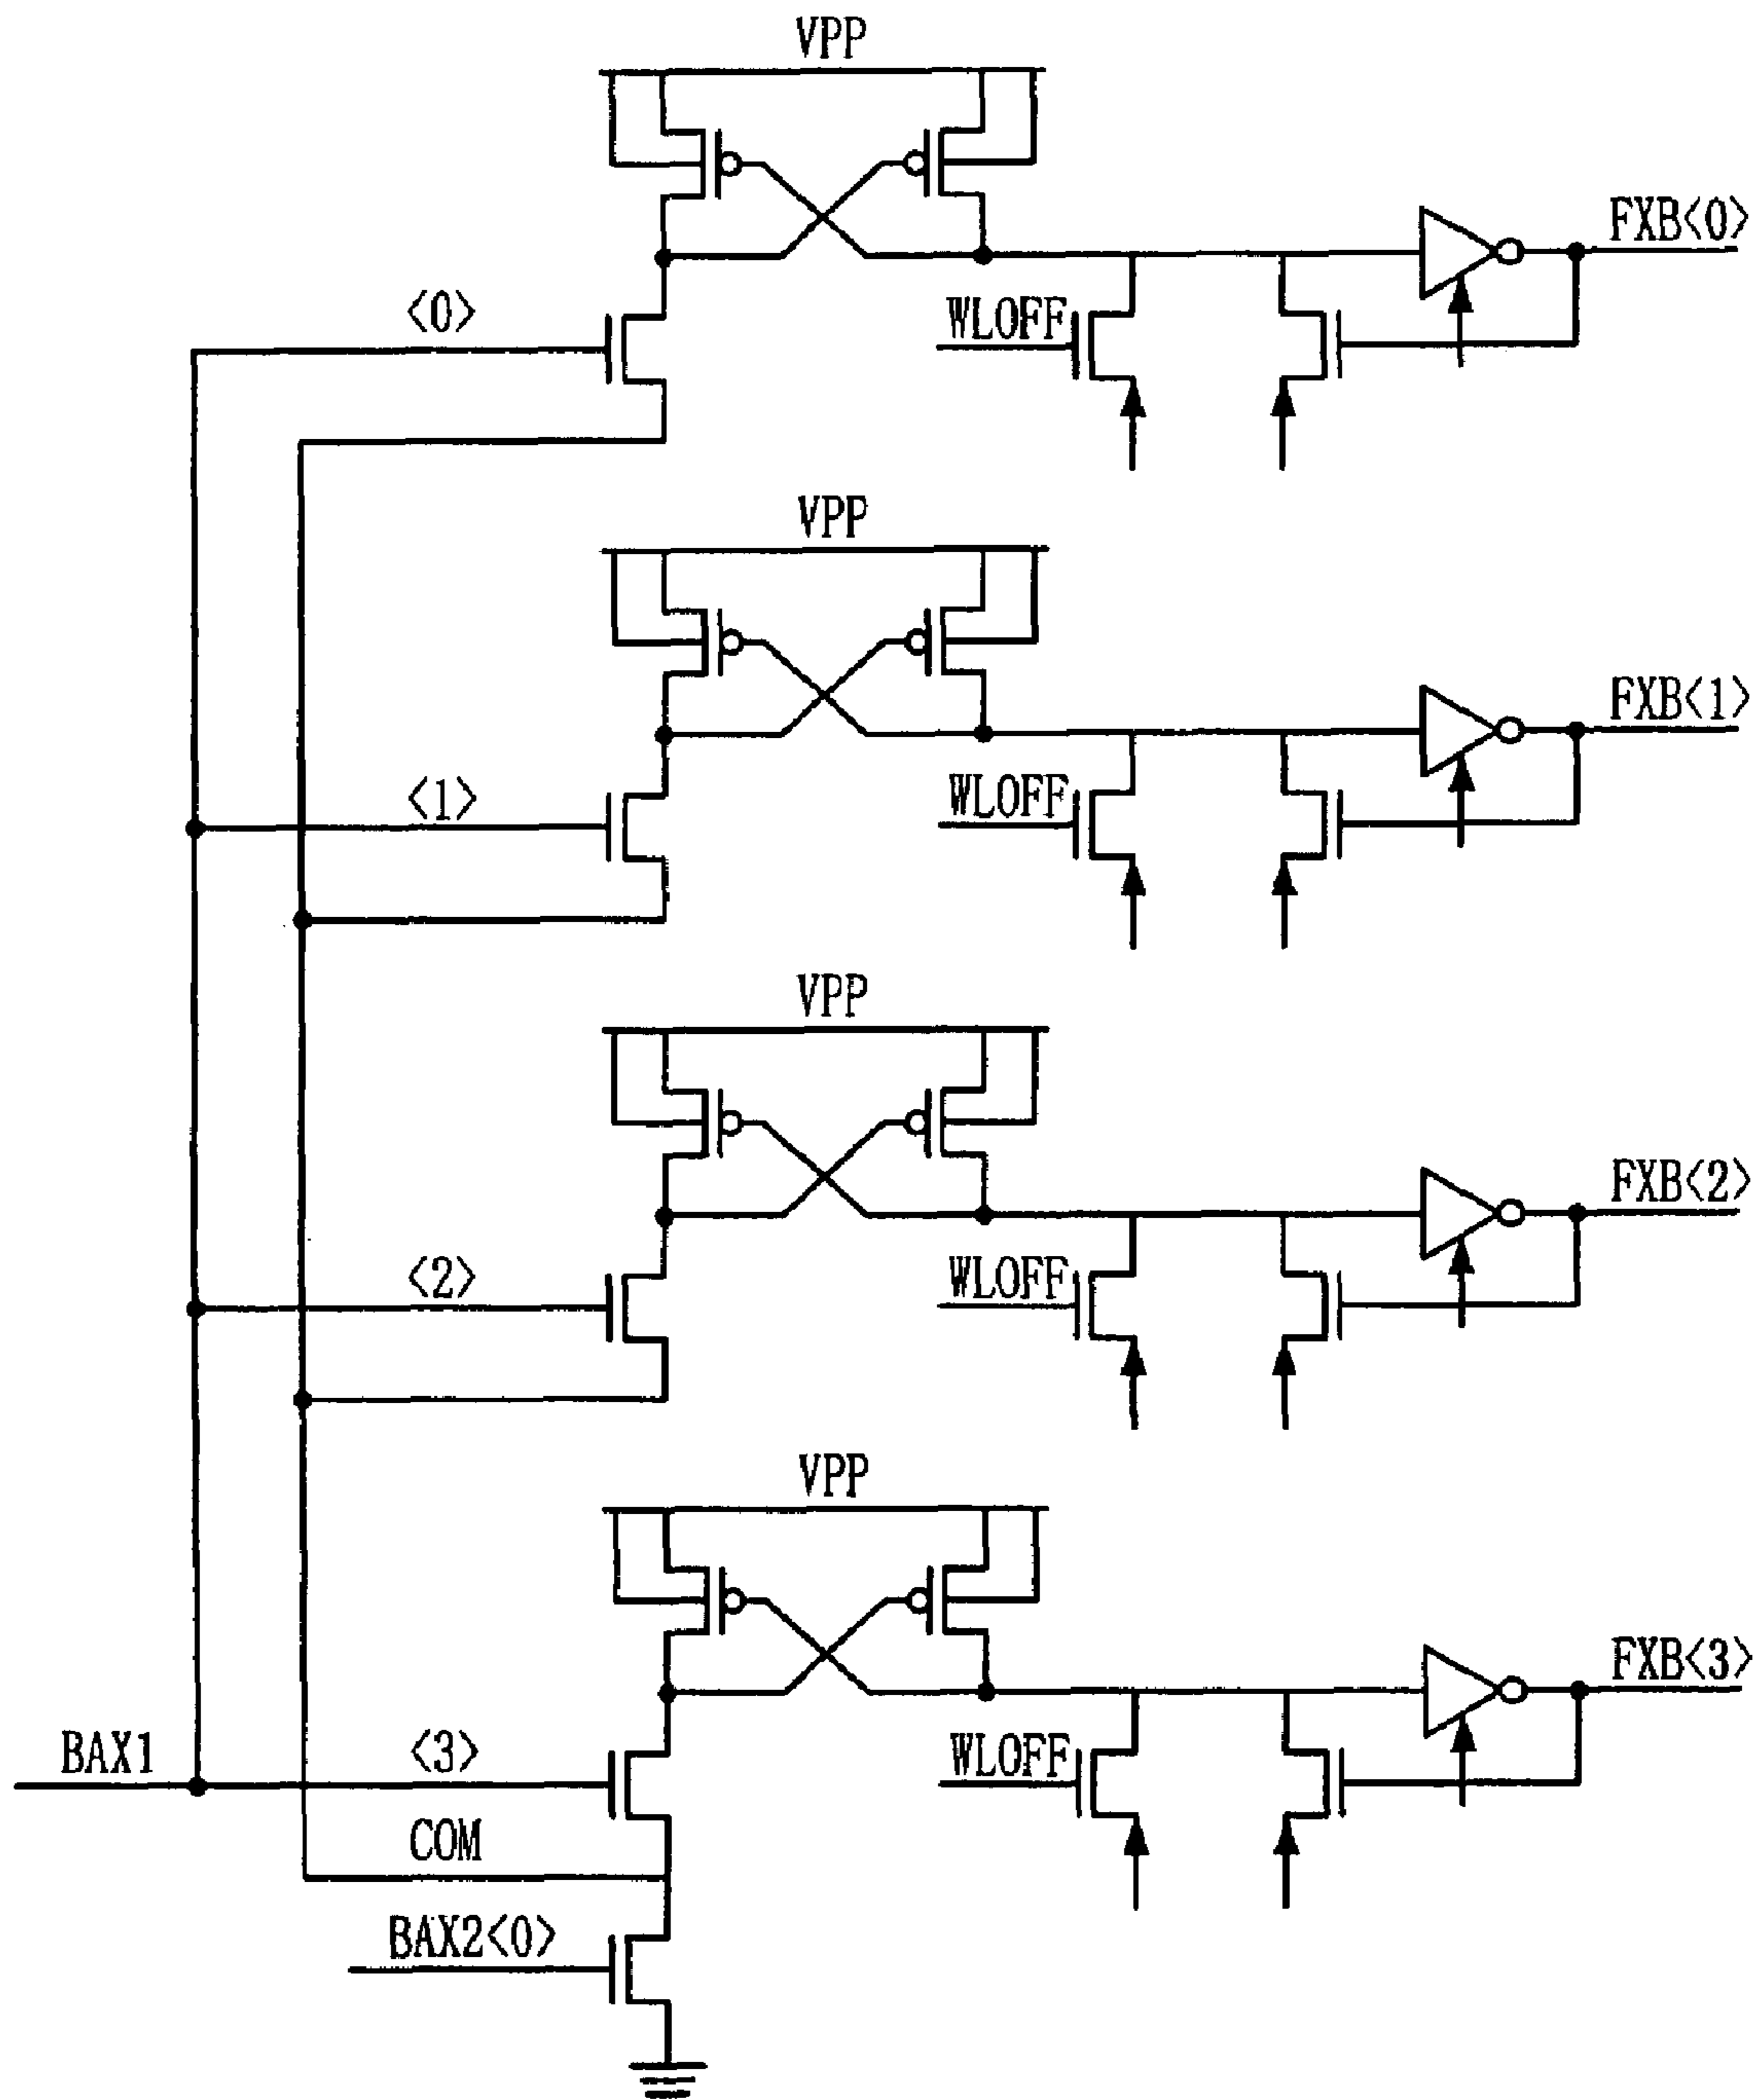 VPP
FXB<0>
<0>
WLOFF
VPP
FXB<1>
<1>
WLOFF
VPP
FXB<2>
<2>
WLOFF
VPP
FXB<3>
BAX1
<3>
WLOFF
COM
BAX2<0>